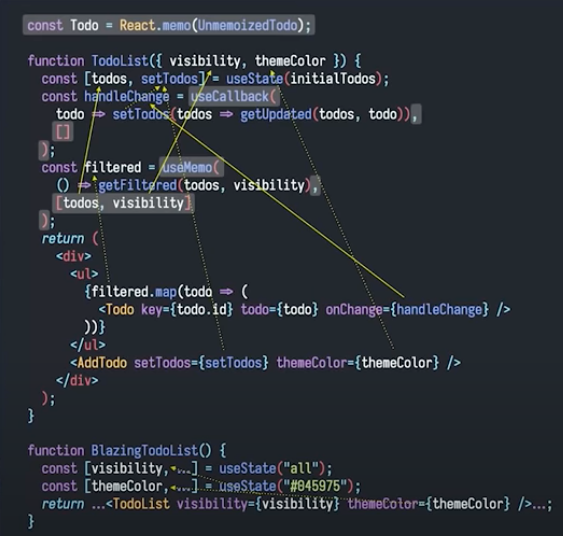 const Todo = React.memo(UnmemoizedTodo);
function TodoList({ visibility, themeColor }) {
const [todos, setTodos] = useState(initialTodos);
const handleChange = useCallback(
todo => setTodos(todos => getUpdated(todos, todo)),
[]
);
const filtered = useMemo(
() => getFiltered(todos, visibility),
[todos, visibility]
);
return (
<div>
<ul>
{filtered.map(todo => (
<Todo key={todo.id} todo={todo} onChange={handleChange} />
))}
</ul>
<AddTodo setTodos={setTodos} themeColor={themeColor} />
</div>
);
}
function BlazingTodoList() {
const [visibility, ...] = useState("all");
const [themeColor, ...] = useState("#045975");
return ...<TodoList visibility={visibility} themeColor={themeColor} />...;
}